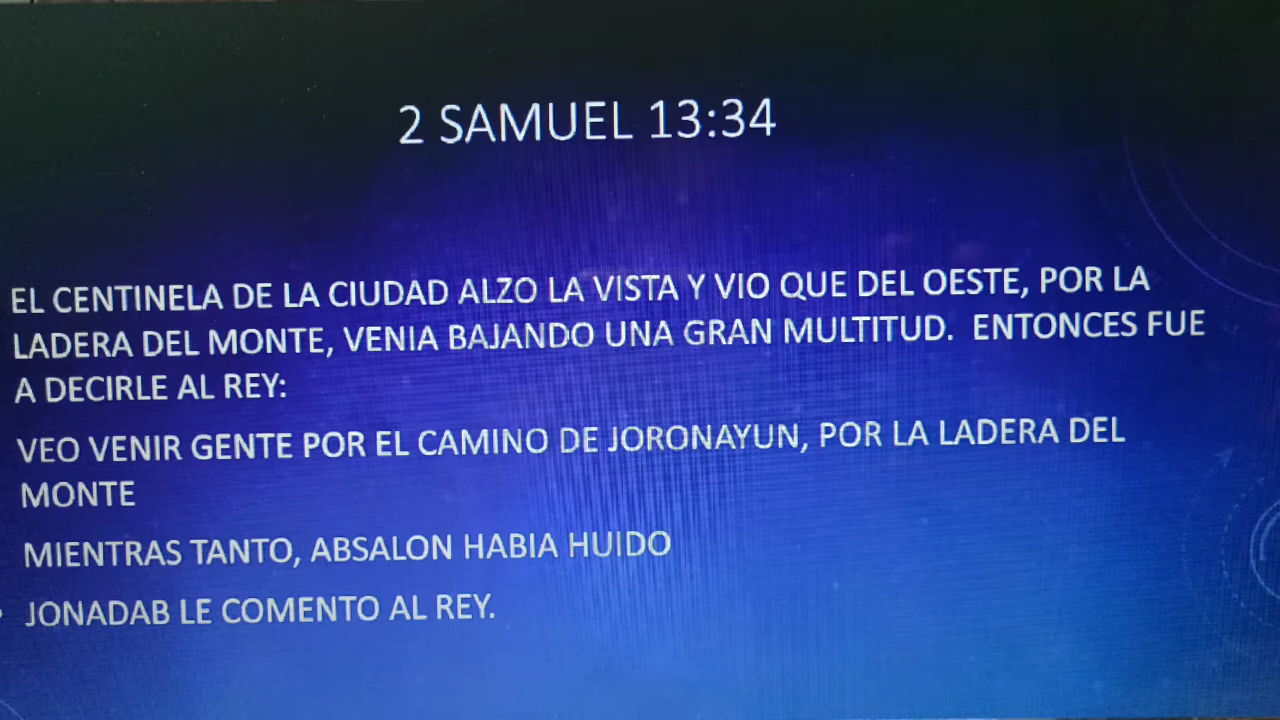 2 SAMUEL 13:34
EL CENTINELA DE LA CIUDAD ALZO LA VISTA Y VIO QUE DEL OESTE, POR LA
LADERA DEL MONTE, VENIA BAJANDO UNA GRAN MULTITUD. ENTONCES FUE
A DECIRLE AL REY:
VEO VENIR GENTE POR EL CAMINO DE JORONAYUN, POR LA LADERA DEL
MONTE
MIENTRAS TANTO, ABSALON HABIA HUIDO
• JONADAB LE COMENTO AL REY.